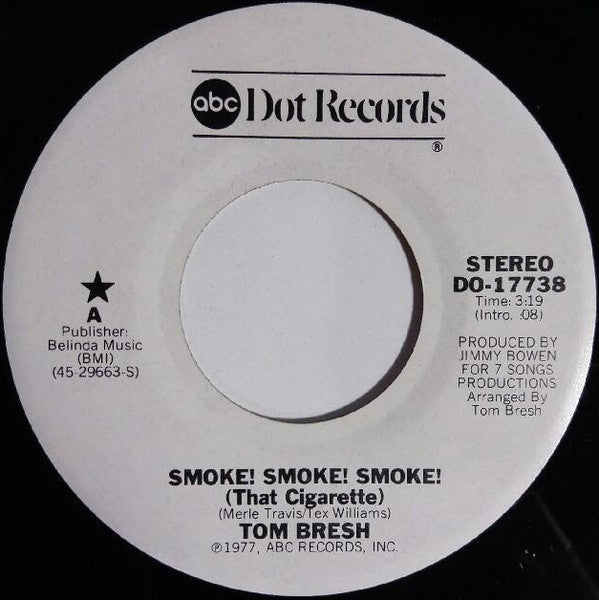 abc Dot Records
®
★
A
Publisher:
Belinda Music
(BMI)
(45-29663-S)
STEREO
DO-17738
Time: 3:19
(Intro. :08)
PRODUCED BY
JIMMY BOWEN
FOR 7 SONGS
PRODUCTIONS
Arranged By
Tom Bresh
SMOKE! SMOKE! SMOKE!
(That Cigarette)
(Merle Travis/Tex Williams)
TOM BRESH
℗1977, ABC RECORDS, INC.